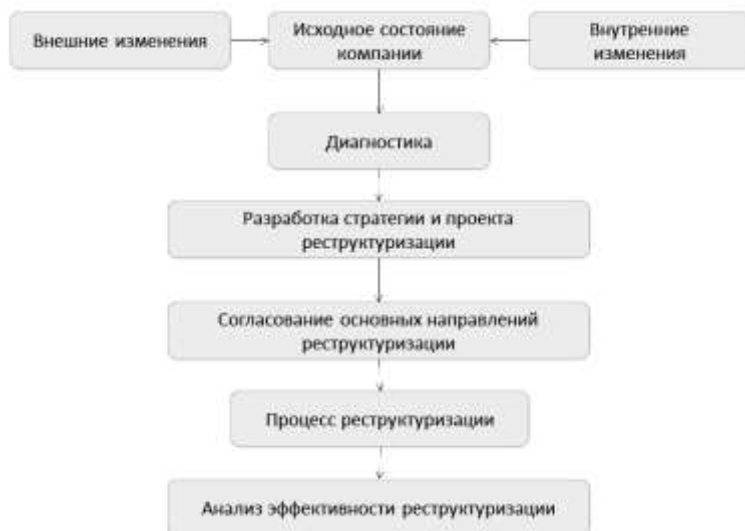 Внешние изменения
Исходное состояние
компании
Внутренние
изменения
Диагностика
Разработка стратегии и проекта
реструктуризации
Согласование основных направлений
реструктуризации
Процесс реструктуризации
Анализ эффективности реструктуризации